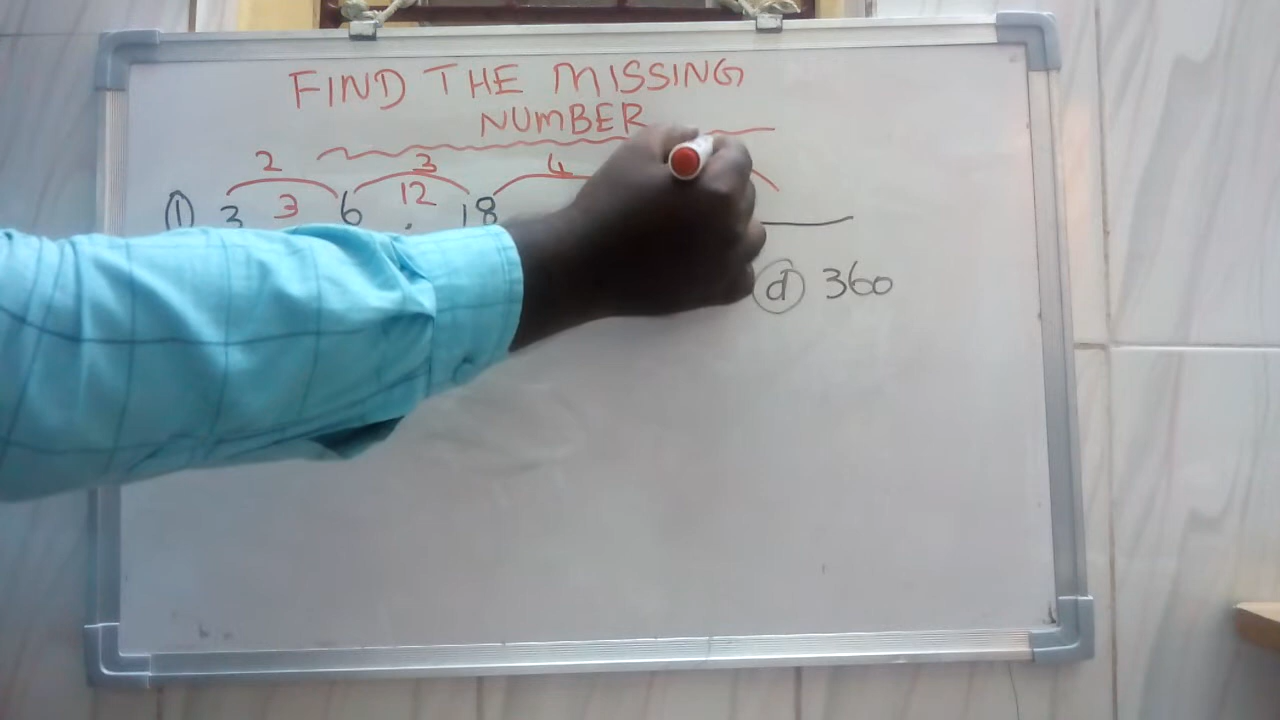 FIND THE MISSING
NUMBER
2 3 4
3 12
① 3 6 , 18
ⓓ 360